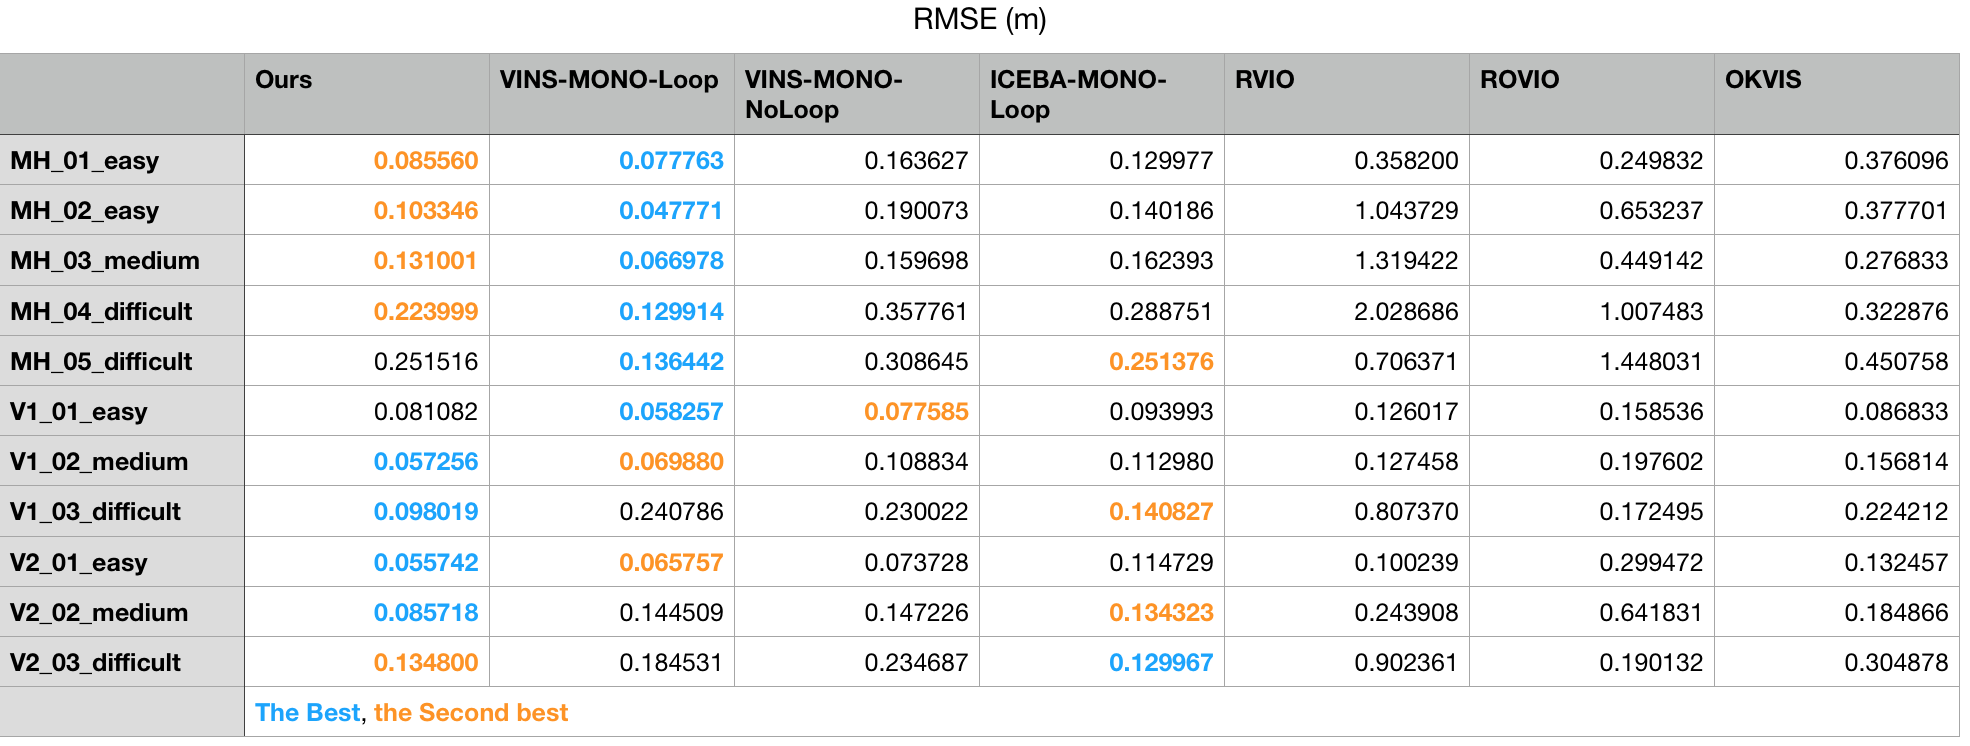 RMSE (m)
Ours VINS-MONO-Loop VINS-MONO-NoLoop ICEBA-MONO-Loop RVIO ROVIO OKVIS
MH_01_easy 0.085560 0.077763 0.163627 0.129977 0.358200 0.249832 0.376096
MH_02_easy 0.103346 0.047771 0.190073 0.140186 1.043729 0.653237 0.377701
MH_03_medium 0.131001 0.066978 0.159698 0.162393 1.319422 0.449142 0.276833
MH_04_difficult 0.223999 0.129914 0.357761 0.288751 2.028686 1.007483 0.322876
MH_05_difficult 0.251516 0.136442 0.308645 0.251376 0.706371 1.448031 0.450758
V1_01_easy 0.081082 0.058257 0.077585 0.093993 0.126017 0.158536 0.086833
V1_02_medium 0.057256 0.069880 0.108834 0.112980 0.127458 0.197602 0.156814
V1_03_difficult 0.098019 0.240786 0.230022 0.140827 0.807370 0.172495 0.224212
V2_01_easy 0.055742 0.065757 0.073728 0.114729 0.100239 0.299472 0.132457
V2_02_medium 0.085718 0.144509 0.147226 0.134323 0.243908 0.641831 0.184866
V2_03_difficult 0.134800 0.184531 0.234687 0.129967 0.902361 0.190132 0.304878
The Best, the Second best